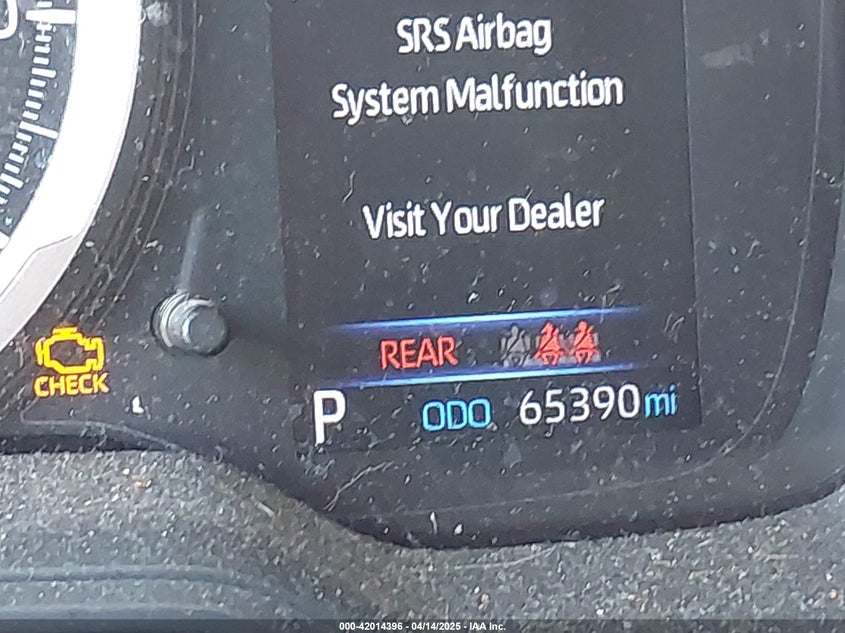 SRS Airbag
System Malfunction
Visit Your Dealer
REAR
CHECK
P ODO 65390 mi
000-42014396 - 04/14/2025 - IAA Inc.